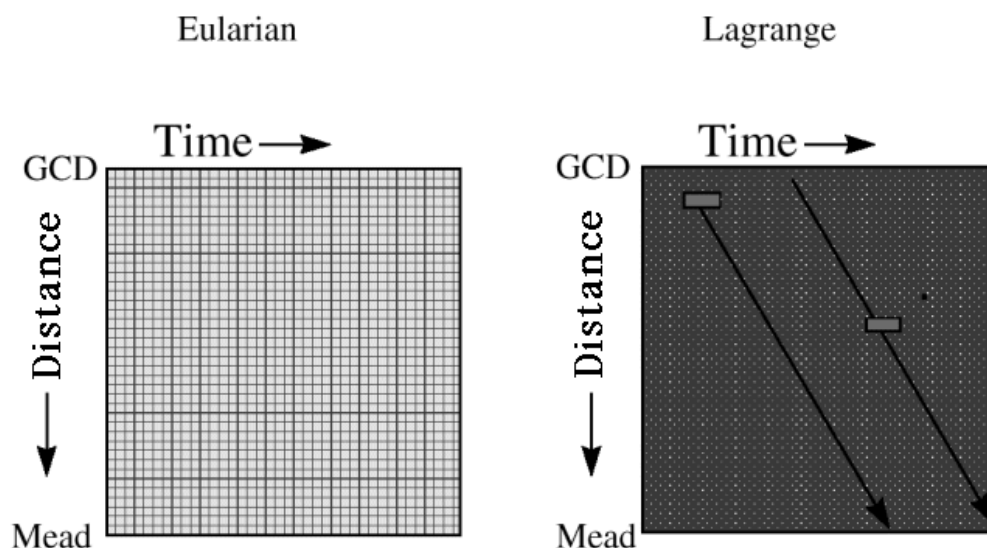 Eularian
Lagrange
Time
GCD
Distance
Mead
Time
GCD
Distance
Mead